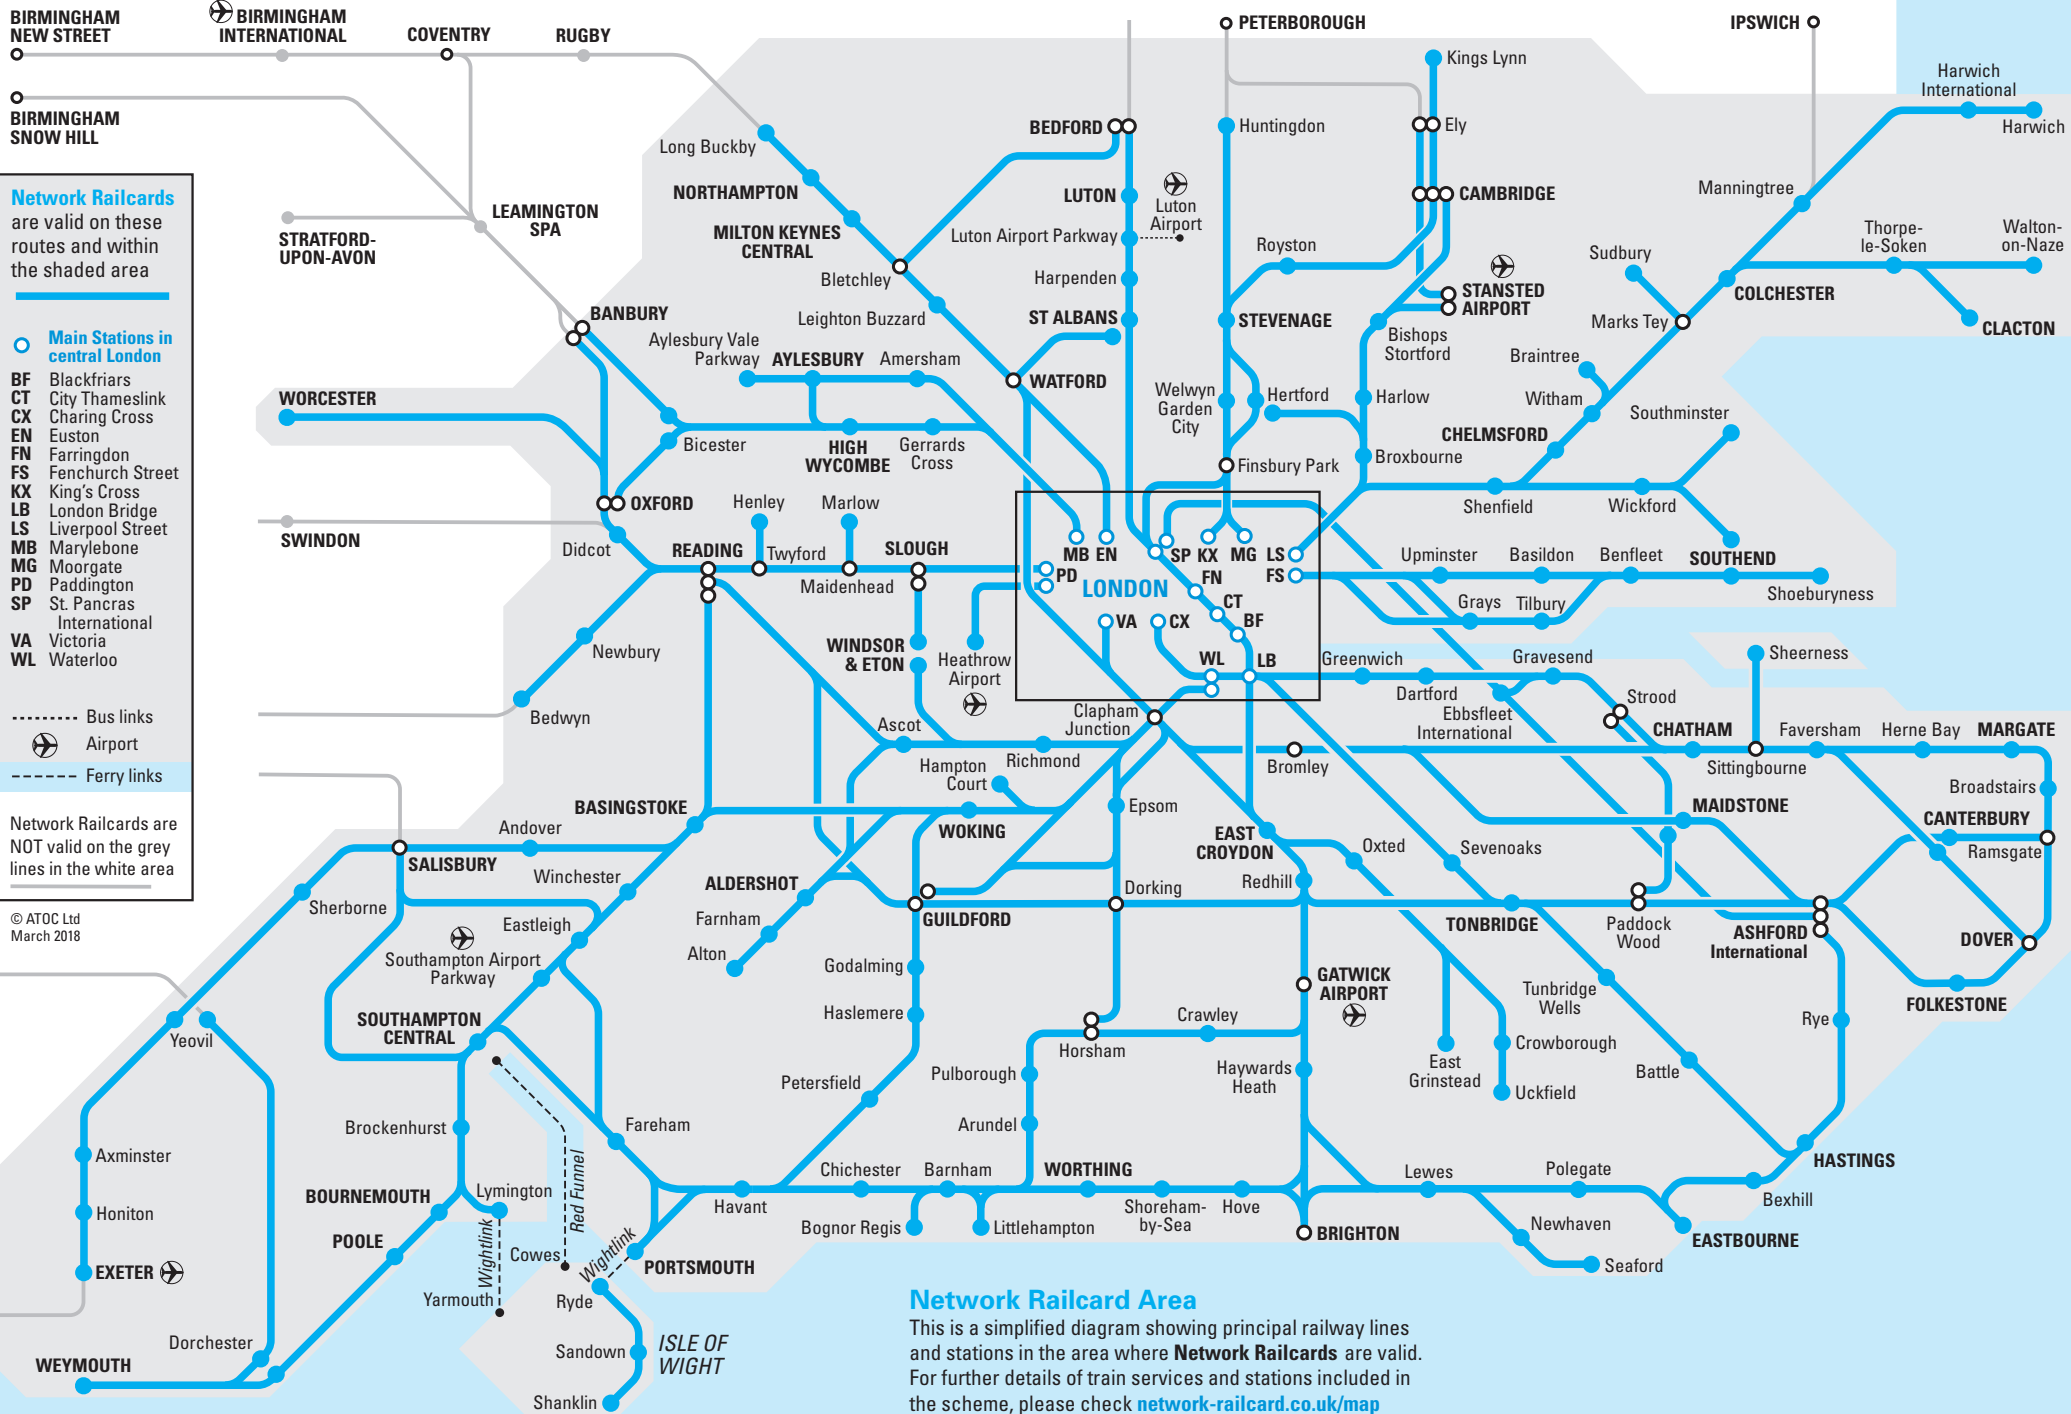 BIRMINGHAM
NEW STREET
BIRMINGHAM
INTERNATIONAL
COVENTRY
RUGBY
PETERBOROUGH
IPSWICH
Kings Lynn
Harwich
International
Harwich
BIRMINGHAM
SNOW HILL
Long Buckby
BEDFORD
Huntingdon
Ely
NORTHAMPTON
LUTON
Luton
Airport
CAMBRIDGE
Manningtree
LEAMINGTON
SPA
STRATFORD-
UPON-AVON
MILTON KEYNES
CENTRAL
Luton Airport Parkway
Royston
Sudbury
Thorpe-
le-Soken
Walton-
on-Naze
Bletchley
Harpenden
STANSTED
AIRPORT
COLCHESTER
BANBURY
Leighton Buzzard
ST ALBANS
STEVENAGE
Bishops
Stortford
Marks Tey
CLACTON
Aylesbury Vale
Parkway
AYLESBURY
Amersham
WATFORD
Braintree
WORCESTER
Welwyn
Garden
City
Hertford
Harlow
Witham
Southminster
Bicester
HIGH
WYCOMBE
Gerrards
Cross
CHELMSFORD
Finsbury Park
Broxbourne
OXFORD
Henley
Marlow
Shenfield
Wickford
SWINDON
Didcot
READING
Twyford
Maidenhead
SLOUGH
MB
EN
SP
KX
MG
LS
FS
PD
LONDON
FN
CT
BF
VA
CX
WL
LB
Upminster
Basildon
Benfleet
SOUTHEND
Shoeburyness
Grays
Tilbury
Newbury
WINDSOR
& ETON
Heathrow
Airport
Greenwich
Dartford
Gravesend
Sheerness
Bedwyn
Ebbsfleet
International
Strood
Clapham
Junction
Ascot
Richmond
Bromley
CHATHAM
Sittingbourne
Faversham
Herne Bay
MARGATE
Hampton
Court
Broadstairs
BASINGSTOKE
WOKING
Epsom
MAIDSTONE
CANTERBURY
Ramsgate
Andover
EAST
CROYDON
Oxted
Sevenoaks
SALISBURY
Winchester
ALDERSHOT
Redhill
Sherborne
Farnham
GUILDFORD
Dorking
TONBRIDGE
Paddock
Wood
ASHFORD
International
DOVER
Eastleigh
Alton
Southampton Airport
Parkway
Godalming
GATWICK
AIRPORT
Tunbridge
Wells
FOLKESTONE
SOUTHAMPTON
CENTRAL
Haslemere
Horsham
Crawley
Rye
Yeovil
East
Grinstead
Crowborough
Uckfield
Battle
Petersfield
Pulborough
Haywards
Heath
Brockenhurst
Fareham
Arundel
HASTINGS
Axminster
Lymington
Chichester
Barnham
WORTHING
Lewes
Polegate
Bexhill
BOURNEMOUTH
Honiton
Havant
Bognor Regis
Littlehampton
Shoreham-
by-Sea
Hove
BRIGHTON
Newhaven
EASTBOURNE
POOLE
Seaford
EXETER
Wightlink
Red Funnel
Cowes
Wightlink
PORTSMOUTH
Yarmouth
Ryde
Dorchester
WEYMOUTH
Sandown
ISLE OF
WIGHT
Shanklin
Network Railcards
are valid on these
routes and within
the shaded area
Main Stations in
central London
BF Blackfriars
CT City Thameslink
CX Charing Cross
EN Euston
FN Farringdon
FS Fenchurch Street
KX King's Cross
LB London Bridge
LS Liverpool Street
MB Marylebone
MG Moorgate
PD Paddington
SP St. Pancras
International
VA Victoria
WL Waterloo
Bus links
Airport
Ferry links
Network Railcards are
NOT valid on the grey
lines in the white area
© ATOC Ltd
March 2018
Network Railcard Area
This is a simplified diagram showing principal railway lines
and stations in the area where Network Railcards are valid.
For further details of train services and stations included in
the scheme, please check network-railcard.co.uk/map